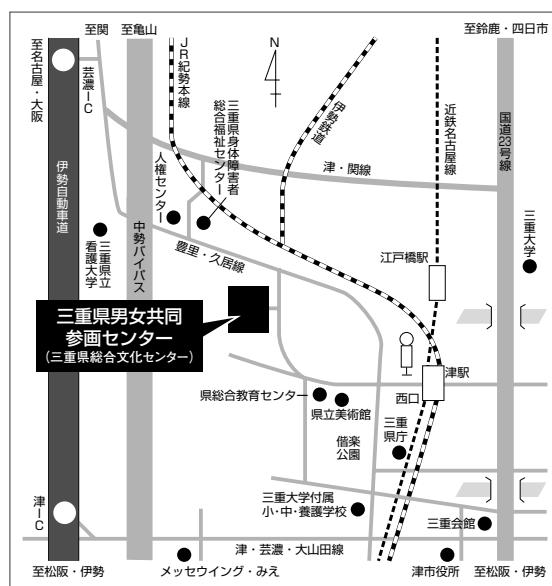 至関
至亀山
至鈴鹿・四日市
至名古屋・大阪
芸濃IC
JR紀勢本線
N
伊勢鉄道
近鉄名古屋線
国道23号線
三重県身体障害者
総合福祉センター
人権センター
津・関線
伊勢自動車道
中勢バイパス
三重県立
看護大学
豊里・久居線
江戸橋駅
三重大学
三重県男女共同
参画センター
(三重県総合文化センター)
津駅
西口
県総合教育センター
県立美術館
偕楽
公園
三重
県庁
三重大学付属
小・中・養護学校
三重会館
津IC
津・芸濃・大山田線
至松阪・伊勢
メッセウイング・みえ
津市役所
至松阪・伊勢